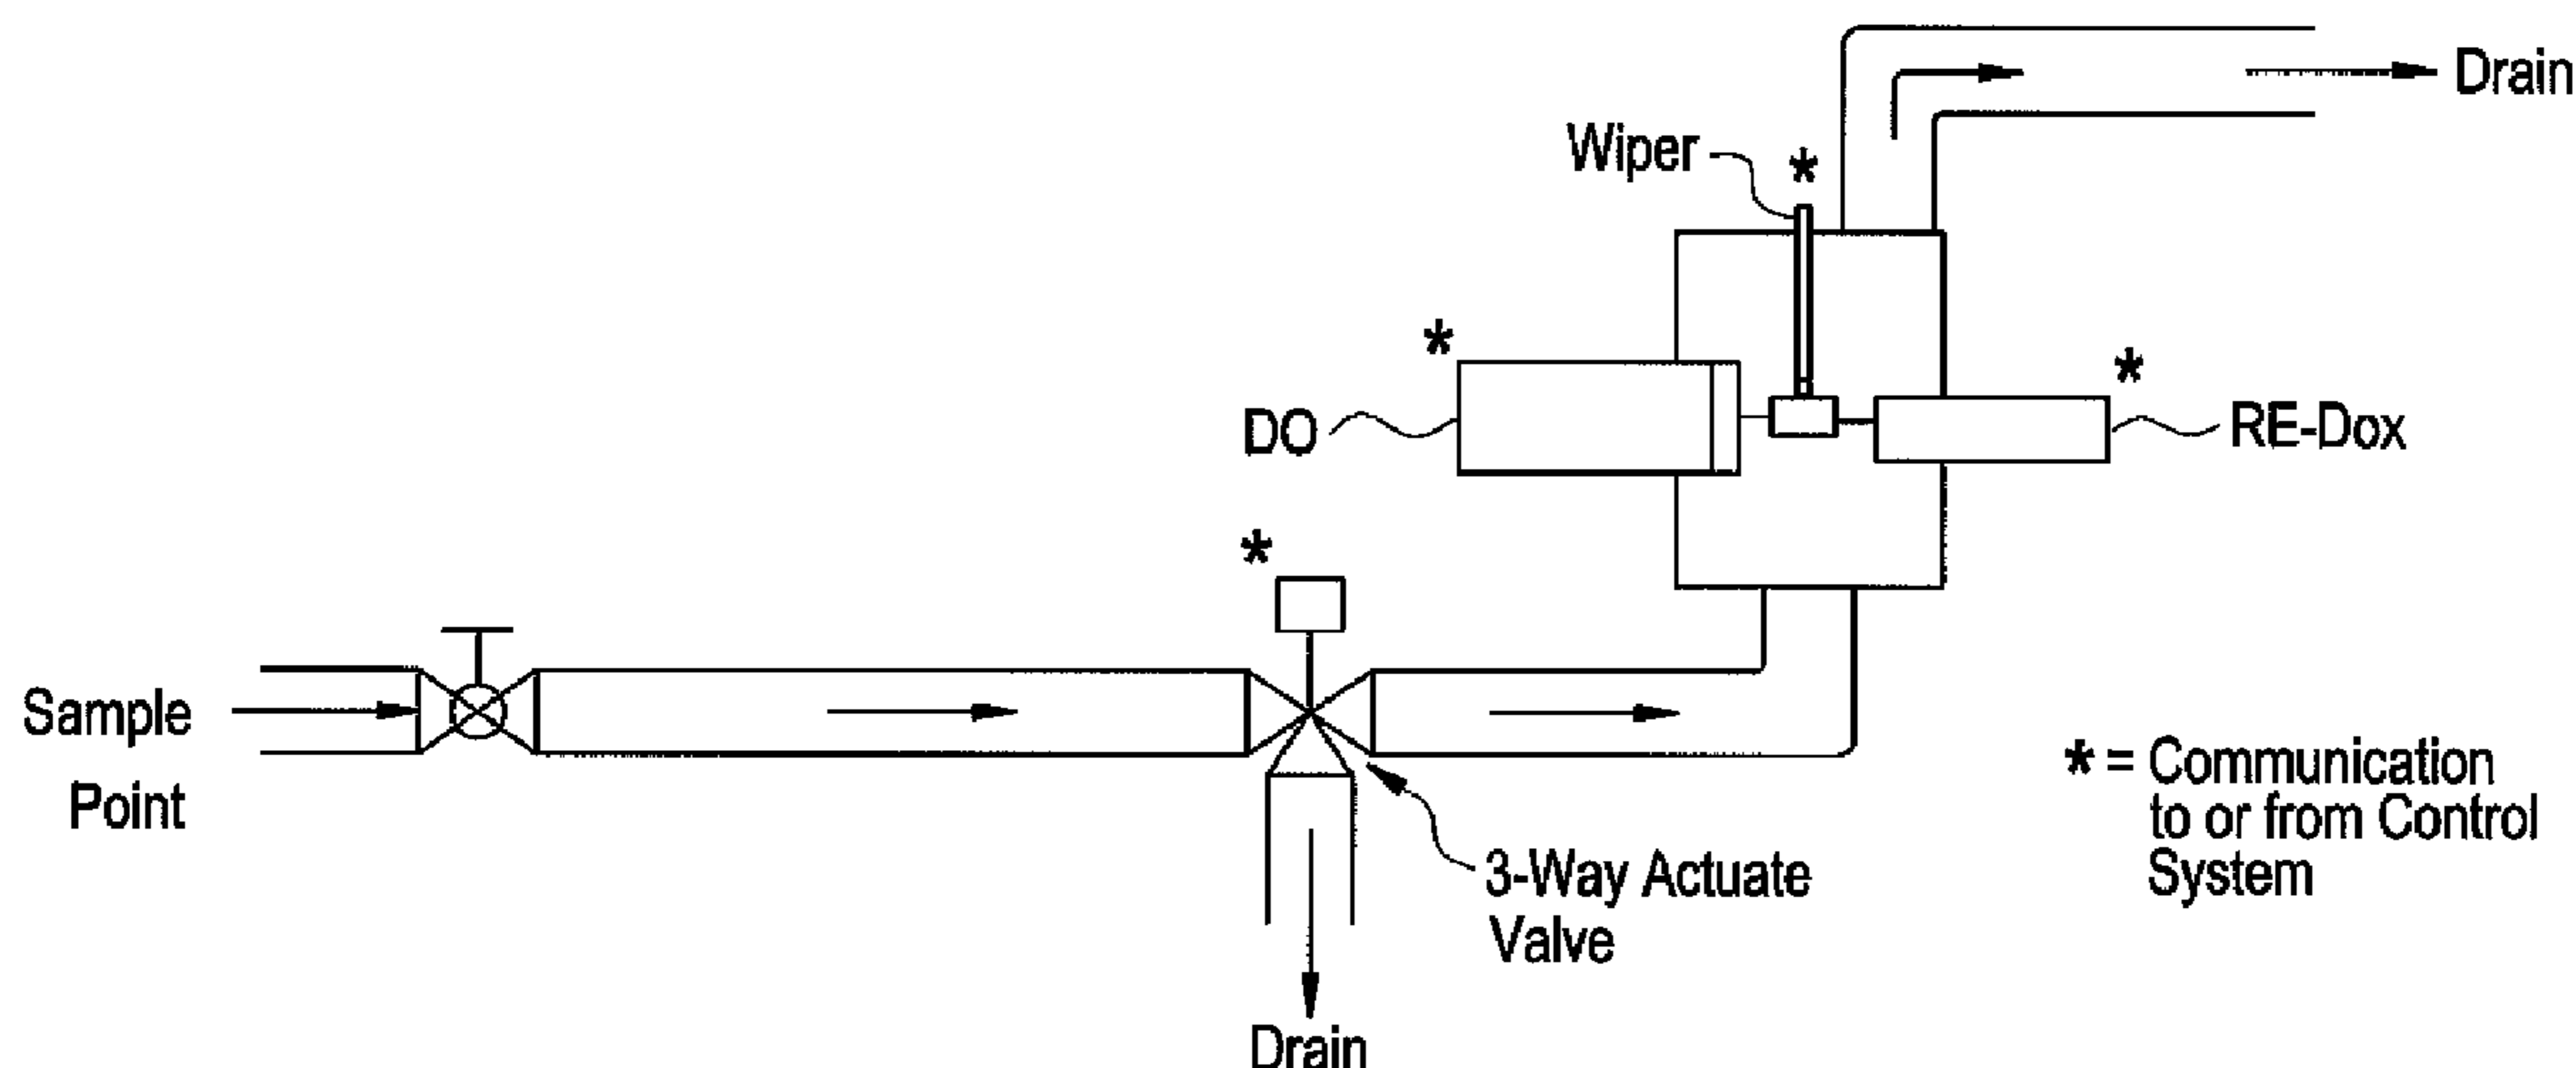 Drain
Wiper
*
*
*
DO
RE-Dox
*
Sample
Point
* = Communication
to or from Control
System
3-Way Actuate
Valve
Drain